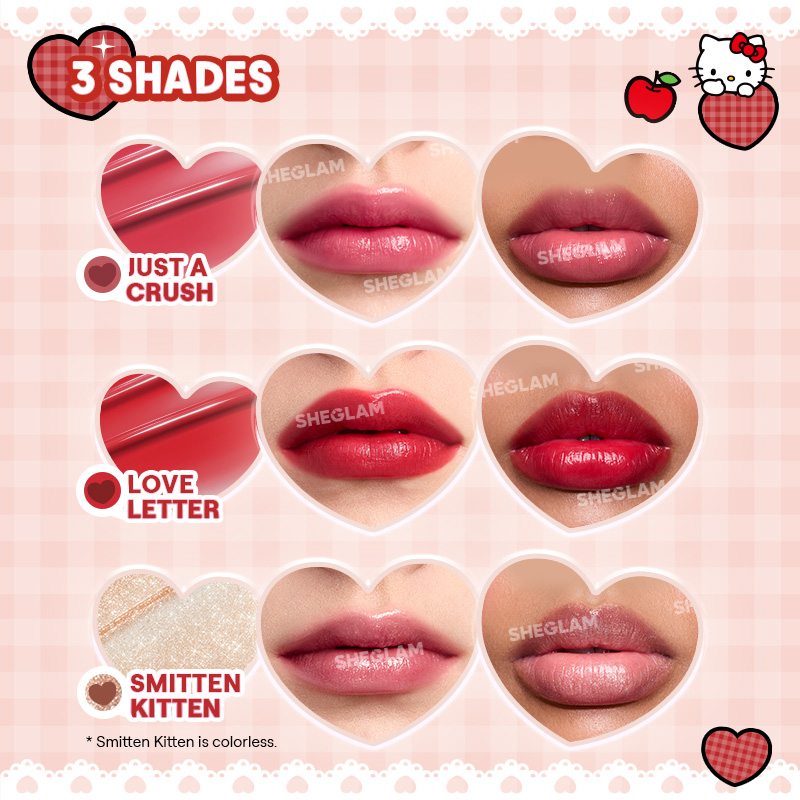 3 SHADES
SHEGLAM
SHEGLAM
JUST A
CRUSH
SHEGLAM
SHEGLAM
SHEGLAM
SHEGLAM
LOVE
LETTER
SHEGLAM
SHEGLAM
SHEGLAM
SMITTEN
KITTEN
* Smitten Kitten is colorless.